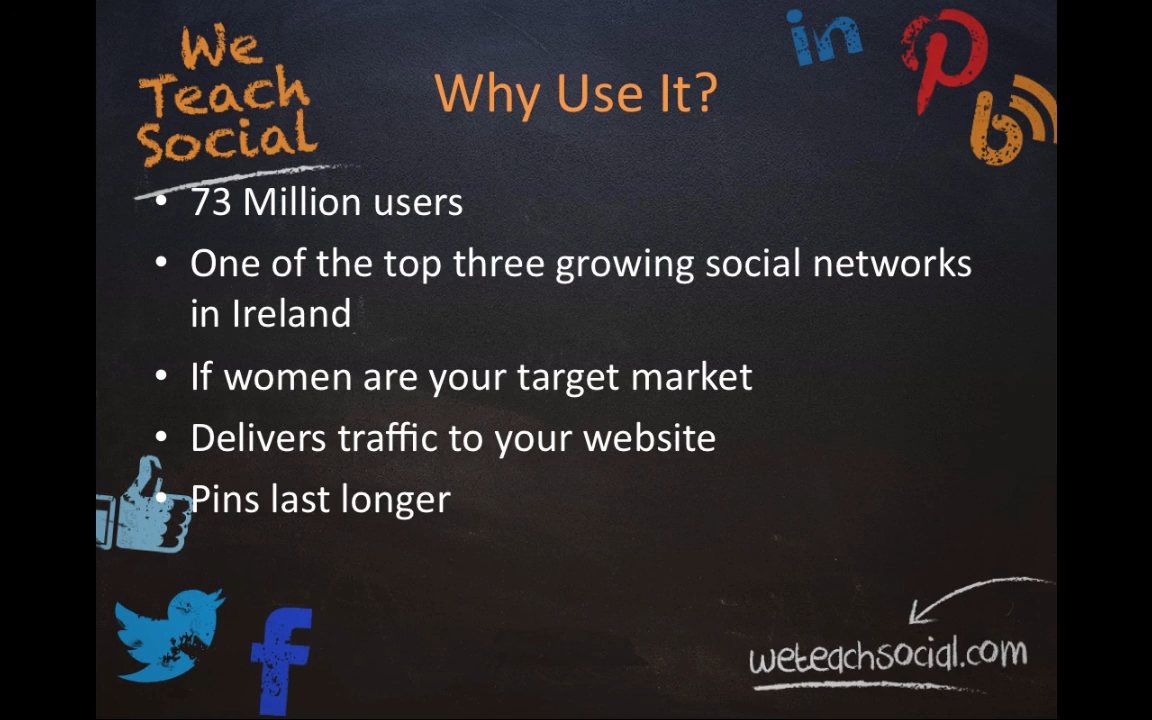 We
Teach
Social
Why Use It?
in
• 73 Million users
• One of the top three growing social networks
in Ireland
• If women are your target market
• Delivers traffic to your website
• Pins last longer
weteachsocial.com